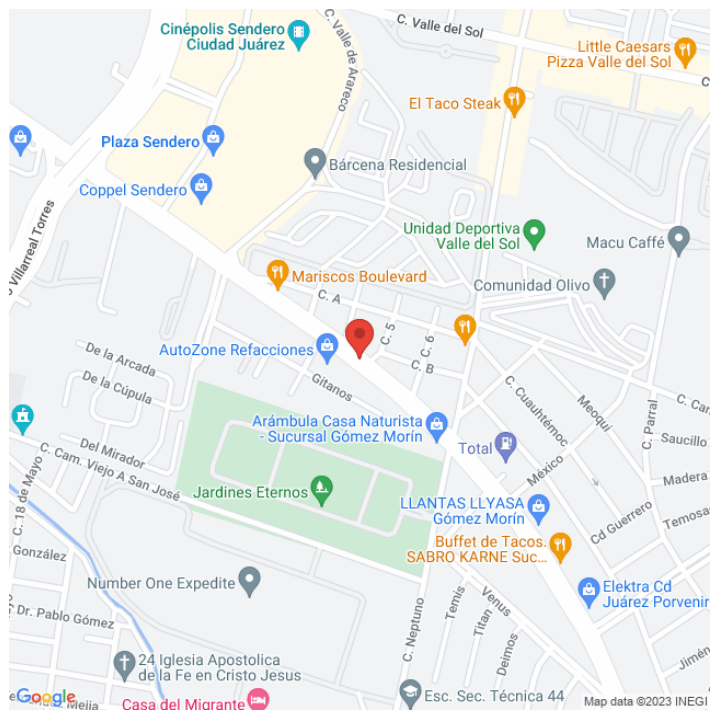 C. Valle del Sol
Cinépolis Sendero
Ciudad Juárez
C. Valle de Arareco
Little Caesars
Pizza Valle del Sol
El Taco Steak
Plaza Sendero
Bárcena Residencial
Coppel Sendero
Villarreal Torres
Unidad Deportiva
Valle del Sol
Macu Caffé
Mariscos Boulevard
Comunidad Olivo
C. A
C. 5
C. 6
AutoZone Refacciones
C. B
De la Arcada
De la Cúpula
Gitanos
C. Cuauhtémoc
Meoqui
C. Parral
Arámbula Casa Naturista
- Sucursal Gómez Morín
Total
Saucillo
Del Mirador
México
Madera
C. Cam. Viejo A San José
C. 18 de Mayo
Jardines Eternos
LLANTAS LLYASA
Gómez Morín
Cd Guerrero
Buffet de Tacos.
SABRO KARNE Suc...
González
Number One Expedite
Elektra Cd
Juárez Porvenir
Dr. Pablo Gómez
C. Neptuno
Temis
Titan
Venus
Deimos
24 Iglesia Apostolica
de la Fe en Cristo Jesus
Casa del Migrante
Esc. Sec. Técnica 44
Google
Mejia
Map data ©2023 INEGI